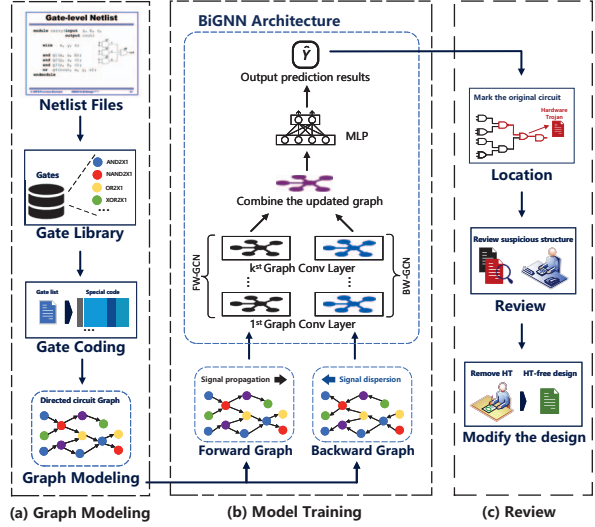 Gate-level Netlist
Netlist Files
Gates
AND2X1
NAND2X1
OR2X1
XOR2X1
...
Gate Library
Gate list
Special code
Gate Coding
Directed circuit Graph
Graph Modeling
(a) Graph Modeling
BiGNN Architecture
Ŷ
Output prediction results
MLP
Combine the updated graph
FW-GCN
BW-GCN
kst Graph Conv Layer
...
...
1st Graph Conv Layer
Signal propagation
Signal dispersion
Forward Graph
Backward Graph
(b) Model Training
Mark the original circuit
Hardware
Trojan
Location
Review suspicious structure
Review
Remove HT
HT-free design
Modify the design
(c) Review